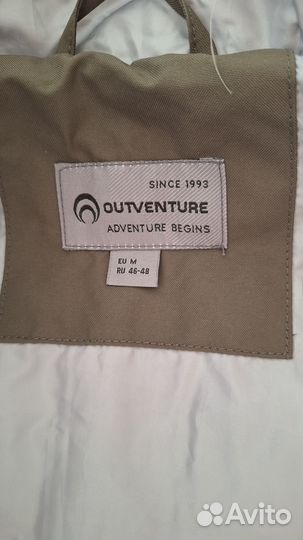 SINCE 1993
OUTVENTURE
ADVENTURE BEGINS
EU M
RU 46-48
Avito